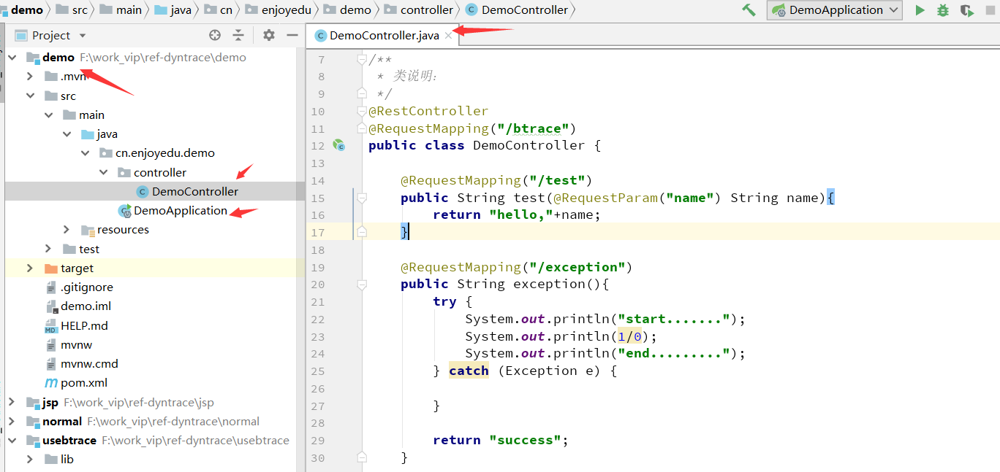 demo src main java cn enjoyedu demo controller DemoController DemoApplication
Project
DemoController.java
demo F:\work_vip\ref-dyntrace\demo
.mvn
src
main
java
cn.enjoyedu.demo
controller
DemoController
DemoApplication
resources
test
target
.gitignore
demo.iml
HELP.md
mvnw
mvnw.cmd
pom.xml
jsp F:\work_vip\ref-dyntrace\jsp
normal F:\work_vip\ref-dyntrace\normal
usebtrace F:\work_vip\ref-dyntrace\usebtrace
lib
7 /**
8 * 类说明：
9 */
10 @RestController
11 @RequestMapping("/btrace")
12 public class DemoController {
13
14 @RequestMapping("/test")
15 public String test(@RequestParam("name") String name){
16 return "hello,"+name;
17 }
18
19 @RequestMapping("/exception")
20 public String exception(){
21 try {
22 System.out.println("start.......");
23 System.out.println(1/0);
24 System.out.println("end.........");
25 } catch (Exception e) {
26
27 }
28
29 return "success";
30 }